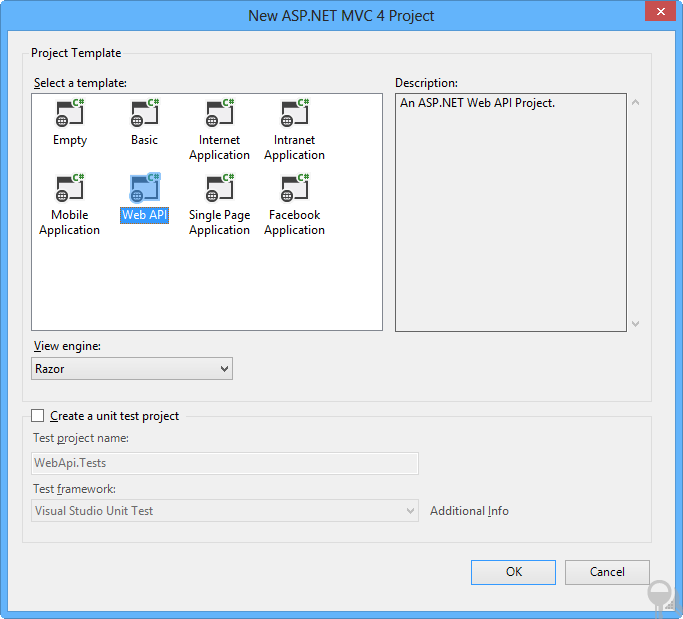 New ASP.NET MVC 4 Project
Project Template
Select a template:
Description:
C# C# C# C#
Empty Basic Internet Application Intranet Application
C# C# C# C#
Mobile Application Web API Single Page Application Facebook Application
An ASP.NET Web API Project.
View engine:
Razor
Create a unit test project
Test project name:
WebApi.Tests
Test framework:
Visual Studio Unit Test
Additional Info
OK
Cancel